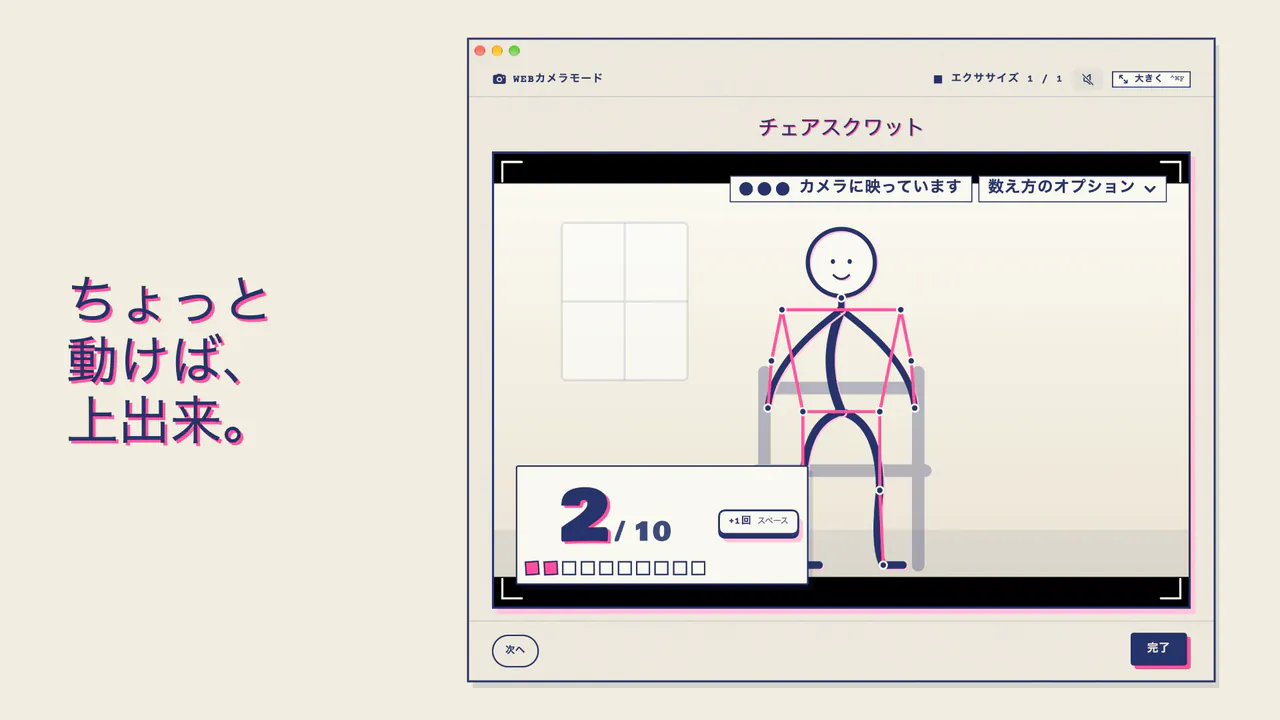 ちょっと
動けば、
上出来。
WEBカメラモード
エクササイズ 1 / 1
大きく ^⌘F
チェアスクワット
カメラに映っています
数え方のオプション
2 / 10
+1回 スペース
次へ
完了